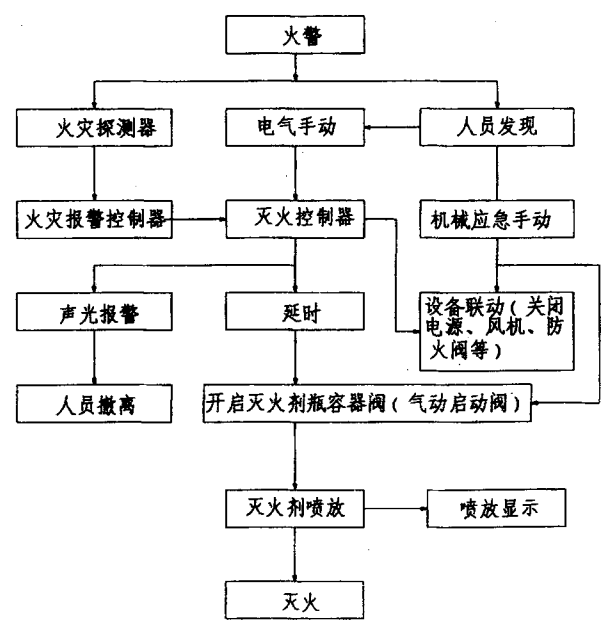 火警
火灾探测器
电气手动
人员发现
火灾报警控制器
灭火控制器
机械应急手动
声光报警
延时
设备联动(关闭
电源、风机、防
火阀等)
人员撤离
开启灭火剂瓶容器阀(气动启动阀)
灭火剂喷放
喷放显示
灭火